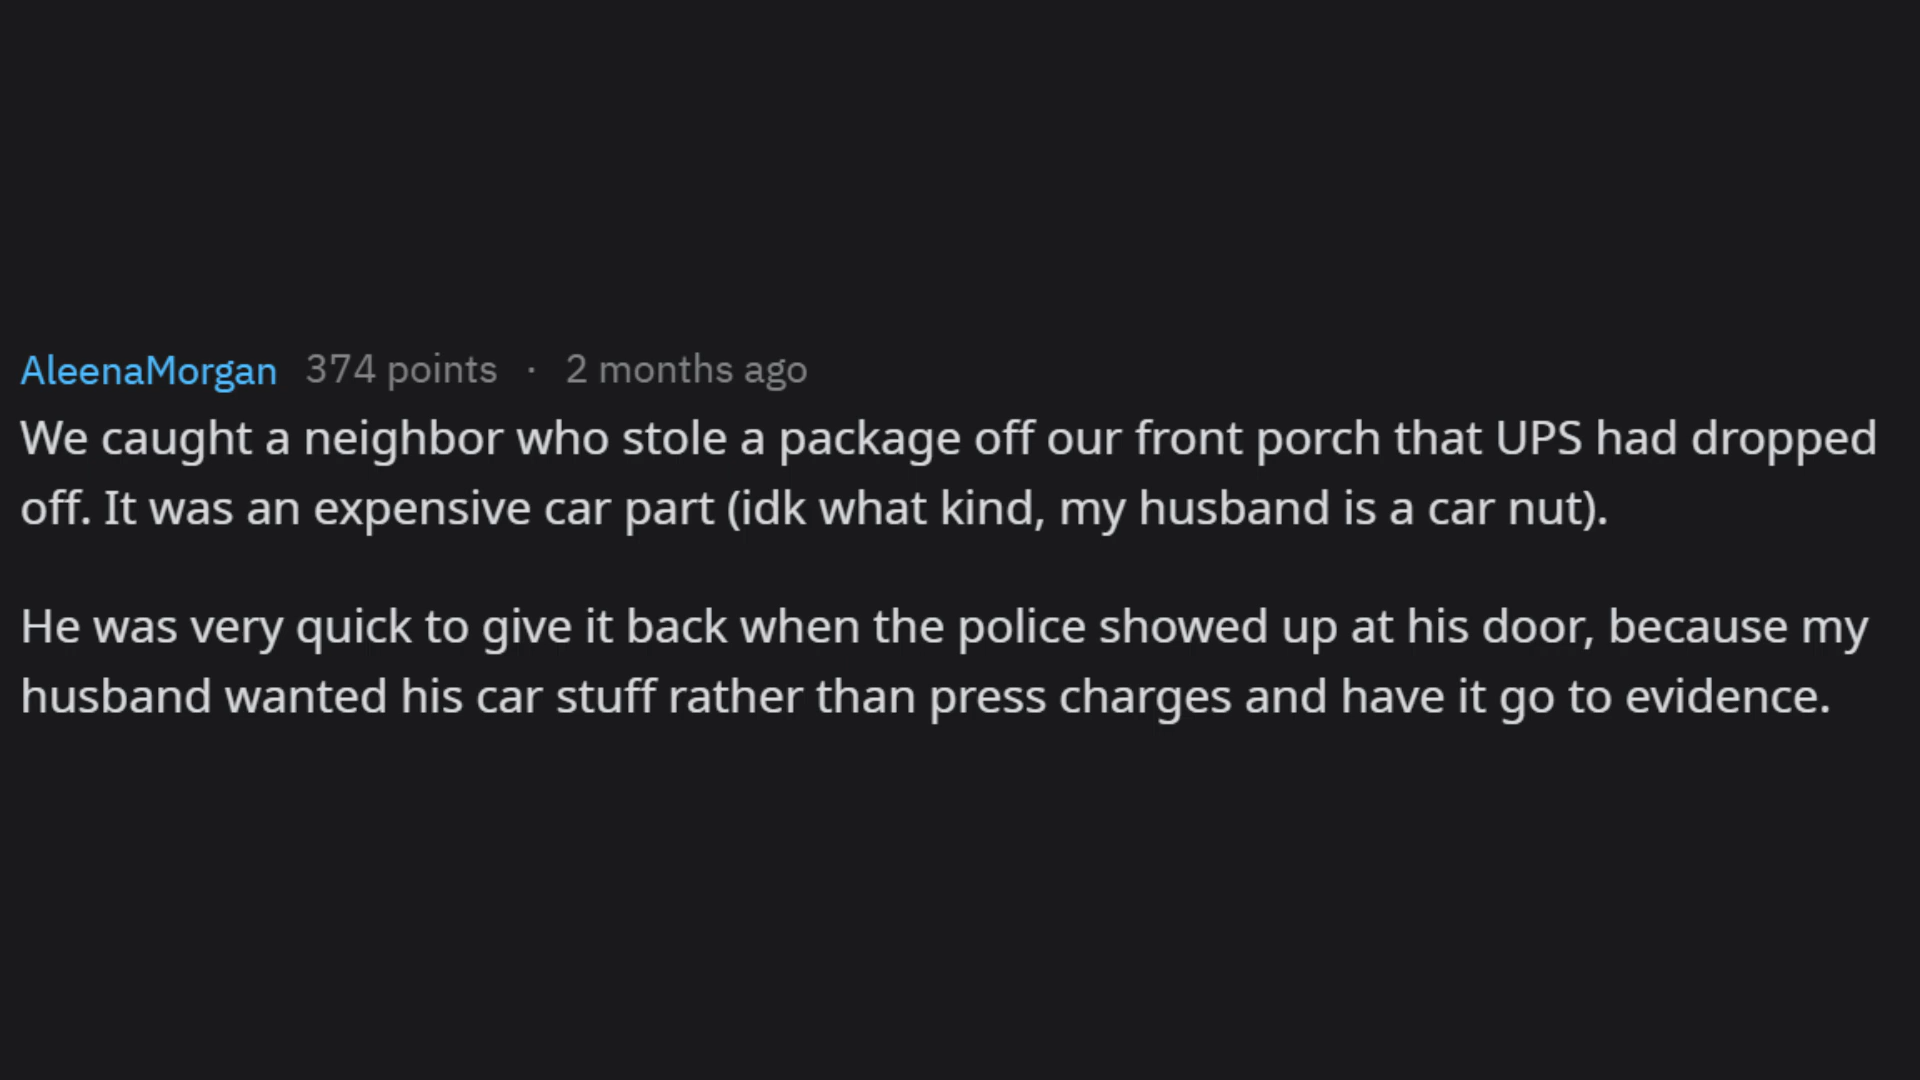 AleenaMorgan 374 points · 2 months ago
We caught a neighbor who stole a package off our front porch that UPS had dropped
off. It was an expensive car part (idk what kind, my husband is a car nut).
He was very quick to give it back when the police showed up at his door, because my
husband wanted his car stuff rather than press charges and have it go to evidence.